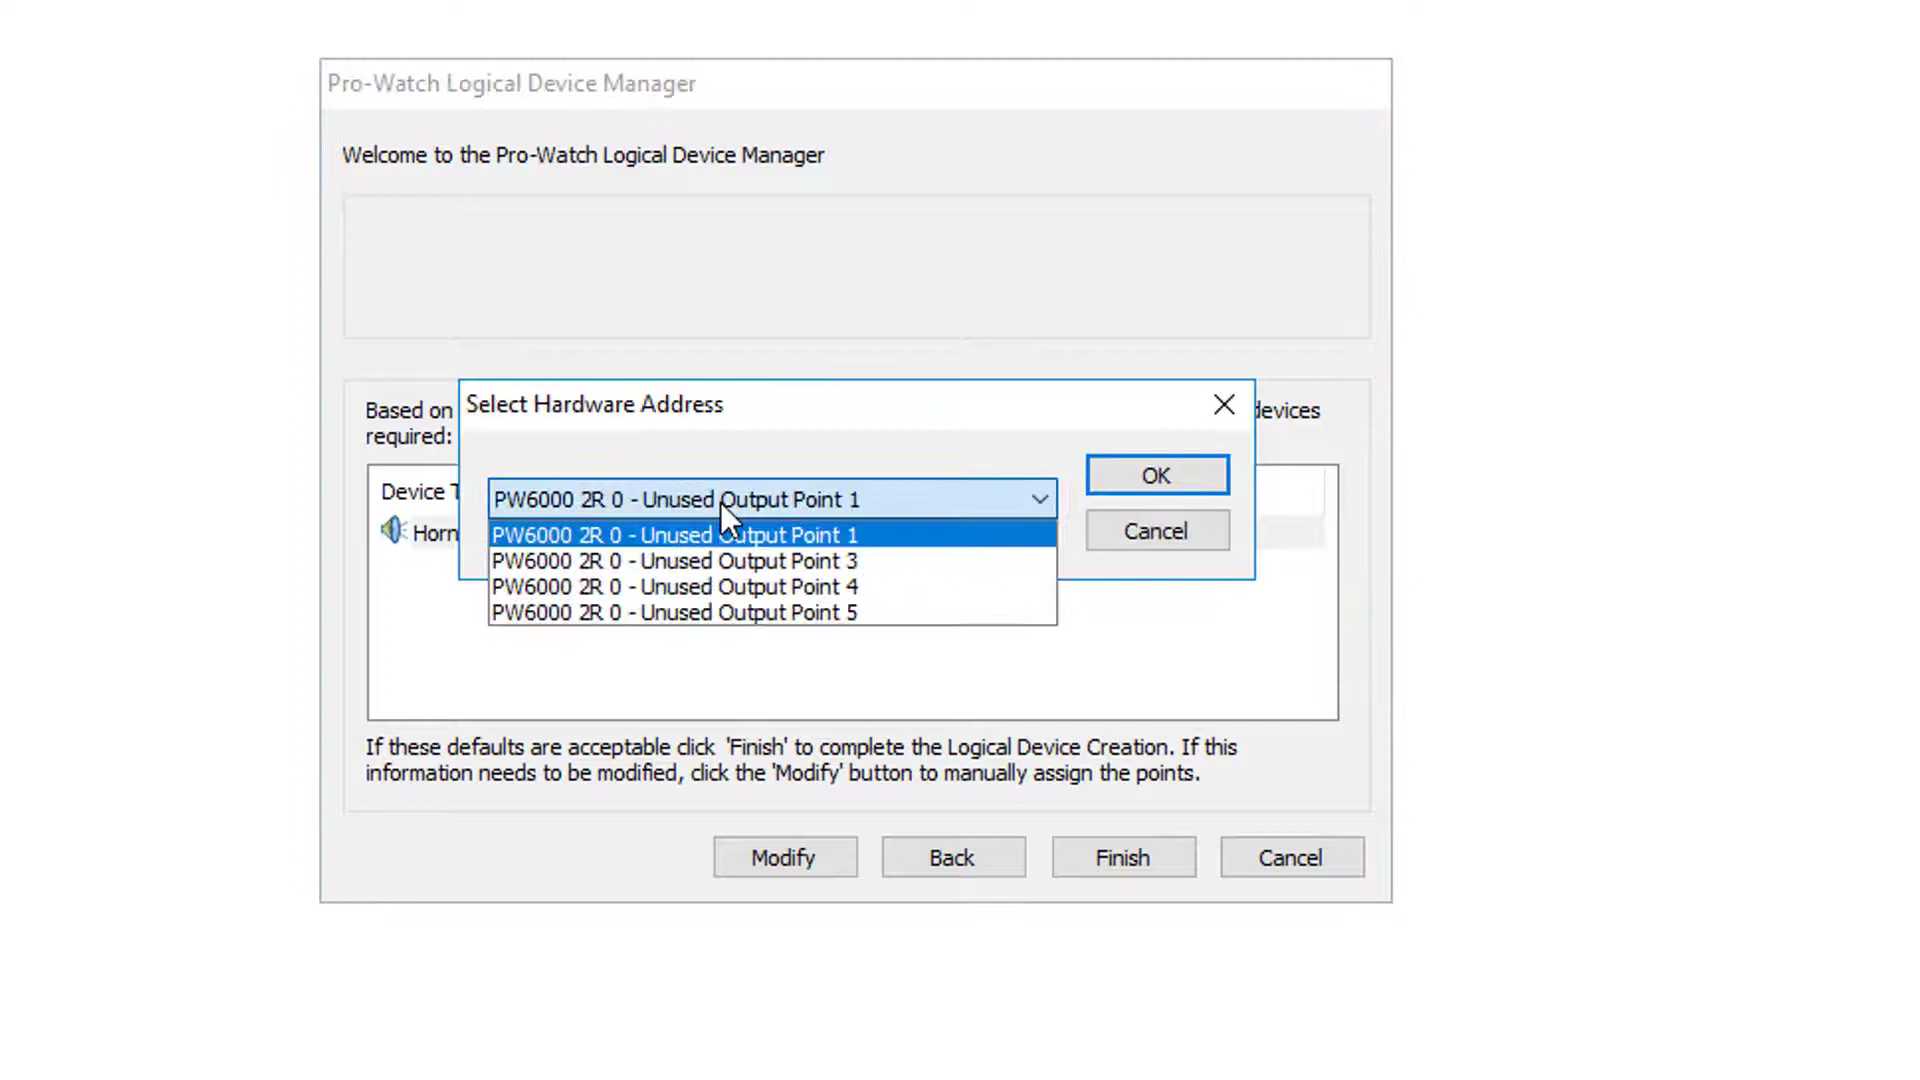 Pro-Watch Logical Device Manager
Welcome to the Pro-Watch Logical Device Manager
Based on
devices
required:
Select Hardware Address
OK
Cancel
Device T
PW6000 2R 0 - Unused Output Point 1
Horn
PW6000 2R 0 - Unused Output Point 1
PW6000 2R 0 - Unused Output Point 3
PW6000 2R 0 - Unused Output Point 4
PW6000 2R 0 - Unused Output Point 5
If these defaults are acceptable click 'Finish' to complete the Logical Device Creation. If this
information needs to be modified, click the 'Modify' button to manually assign the points.
Modify
Back
Finish
Cancel